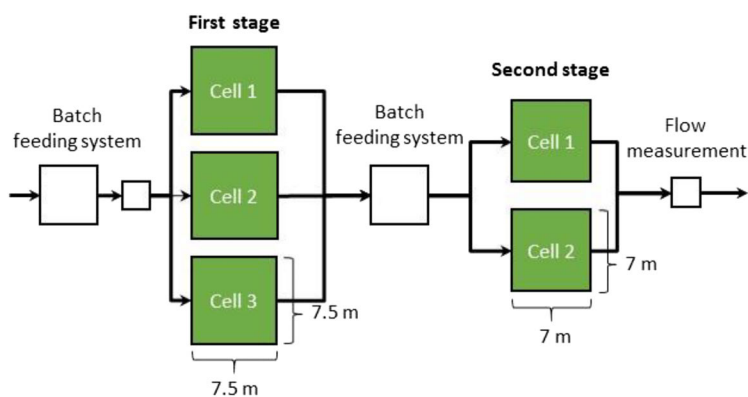 First stage
Cell 1
Batch
feeding system
Cell 2
Cell 3
7.5 m
7.5 m
Batch
feeding system
Second stage
Cell 1
Cell 2
7 m
7 m
Flow
measurement